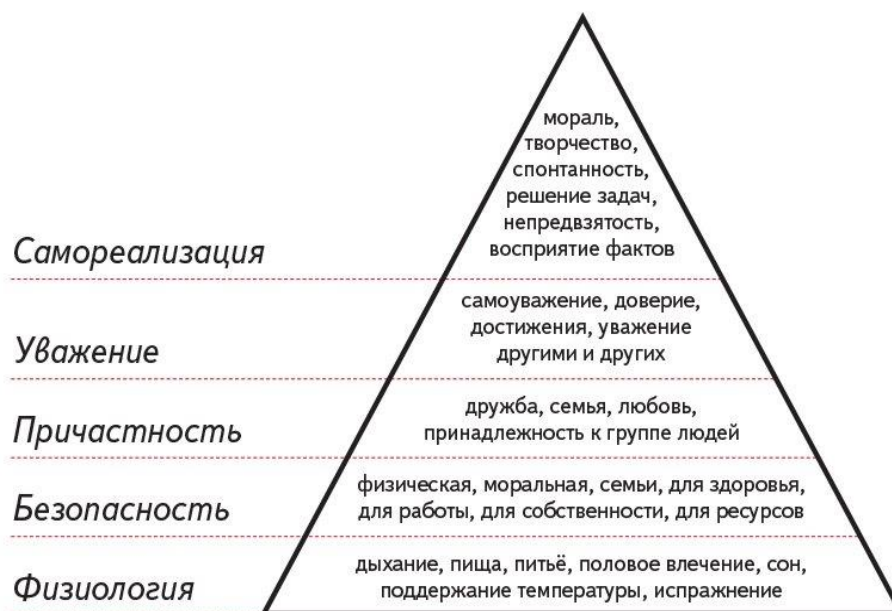 мораль,
творчество,
спонтанность,
решение задач,
непредвзятость,
восприятие фактов
Самореализация
самоуважение, доверие,
достижения, уважение
другими и других
Уважение
дружба, семья, любовь,
принадлежность к группе людей
Причастность
физическая, моральная, семьи, для здоровья,
для работы, для собственности, для ресурсов
Безопасность
дыхание, пища, питьё, половое влечение, сон,
поддержание температуры, испражнение
Физиология